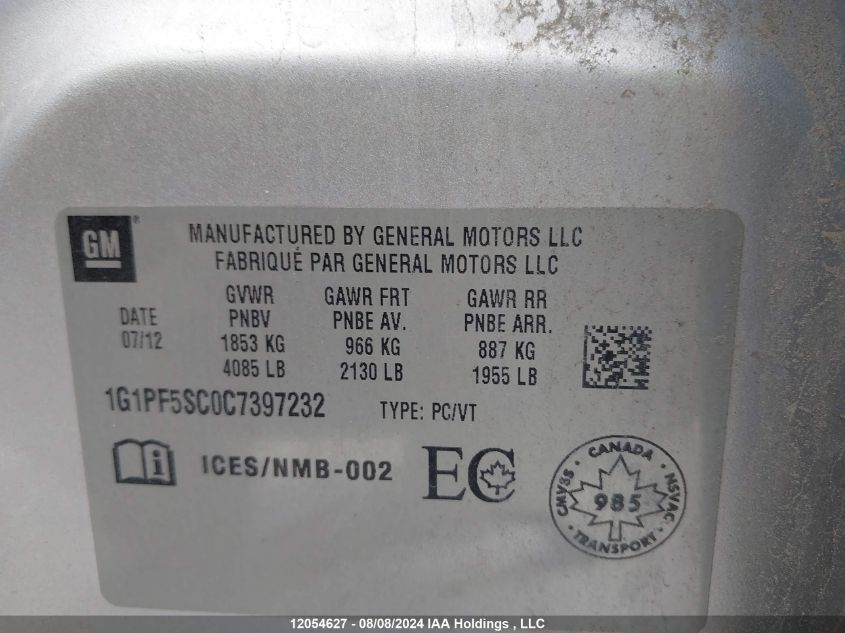 GM
MANUFACTURED BY GENERAL MOTORS LLC
FABRIQUÉ PAR GENERAL MOTORS LLC
DATE
07/12
GVWR
PNBV
1853 KG
4085 LB
GAWR FRT
PNBE AV.
966 KG
2130 LB
GAWR RR
PNBE ARR.
887 KG
1955 LB
1G1PF5SC0C7397232 TYPE: PC/VT
i ICES/NMB-002 EC
CANADA
CMVSS 985 NSVAC
TRANSPORT
12054627 - 08/08/2024 IAA Holdings , LLC